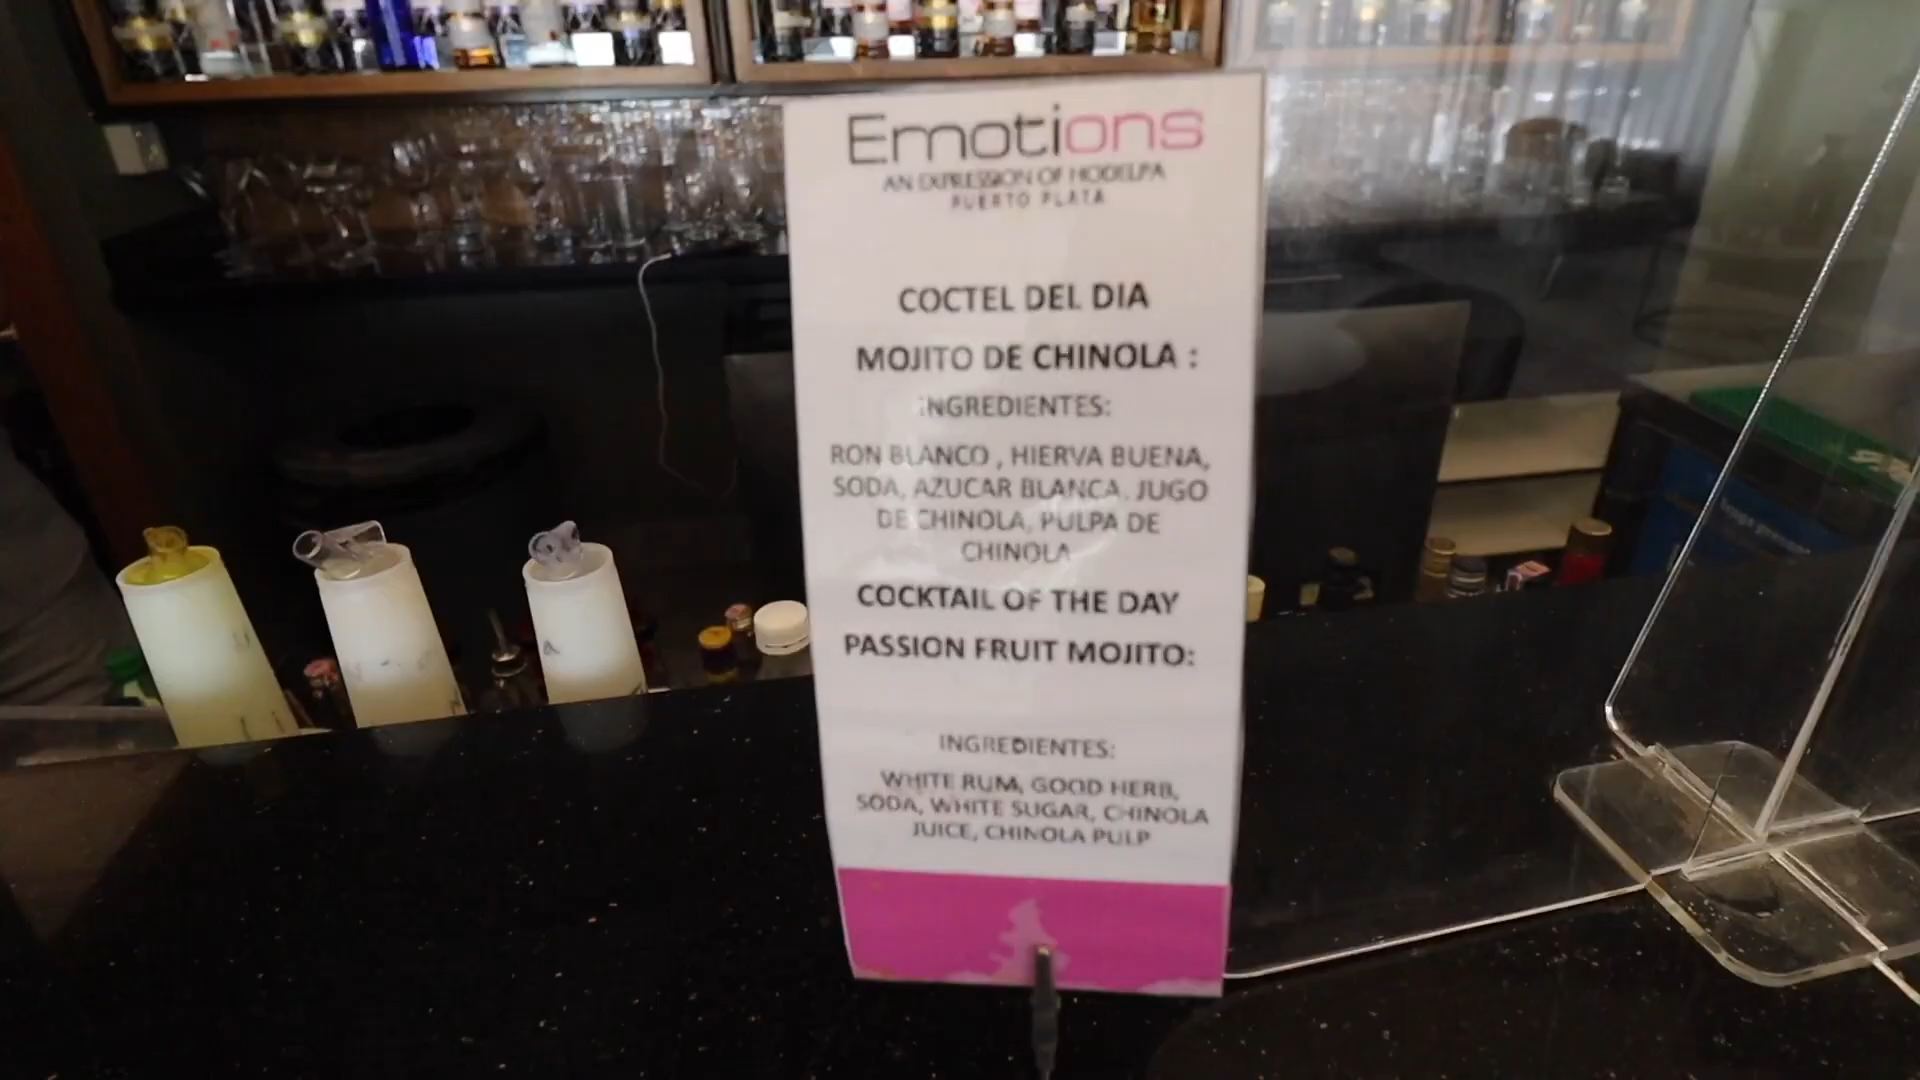 Emotions
AN EXPRESSION OF HODELPA
PUERTO PLATA
COCTEL DEL DIA
MOJITO DE CHINOLA :
INGREDIENTES:
RON BLANCO , HIERVA BUENA,
SODA, AZUCAR BLANCA. JUGO
DE CHINOLA, PULPA DE
CHINOLA
COCKTAIL OF THE DAY
PASSION FRUIT MOJITO:
INGREDIENTES:
WHITE RUM, GOOD HERB,
SODA, WHITE SUGAR, CHINOLA
JUICE, CHINOLA PULP